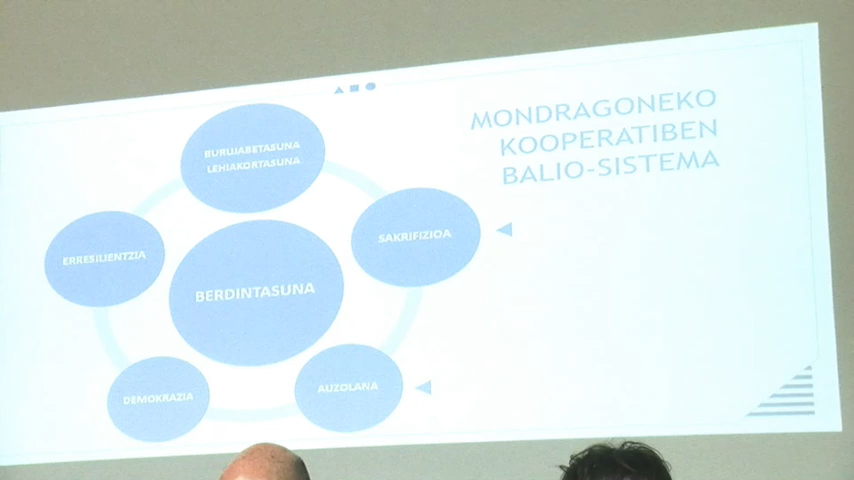 MONDRAGONEKO
KOOPERATIBEN
BALIO-SISTEMA
BURUJABETASUNA
LEHIAKORTASUNA
SAKRIFIZIOA
ERRESILIENTZIA
BERDINTASUNA
AUZOLANA
DEMOKRAZIA